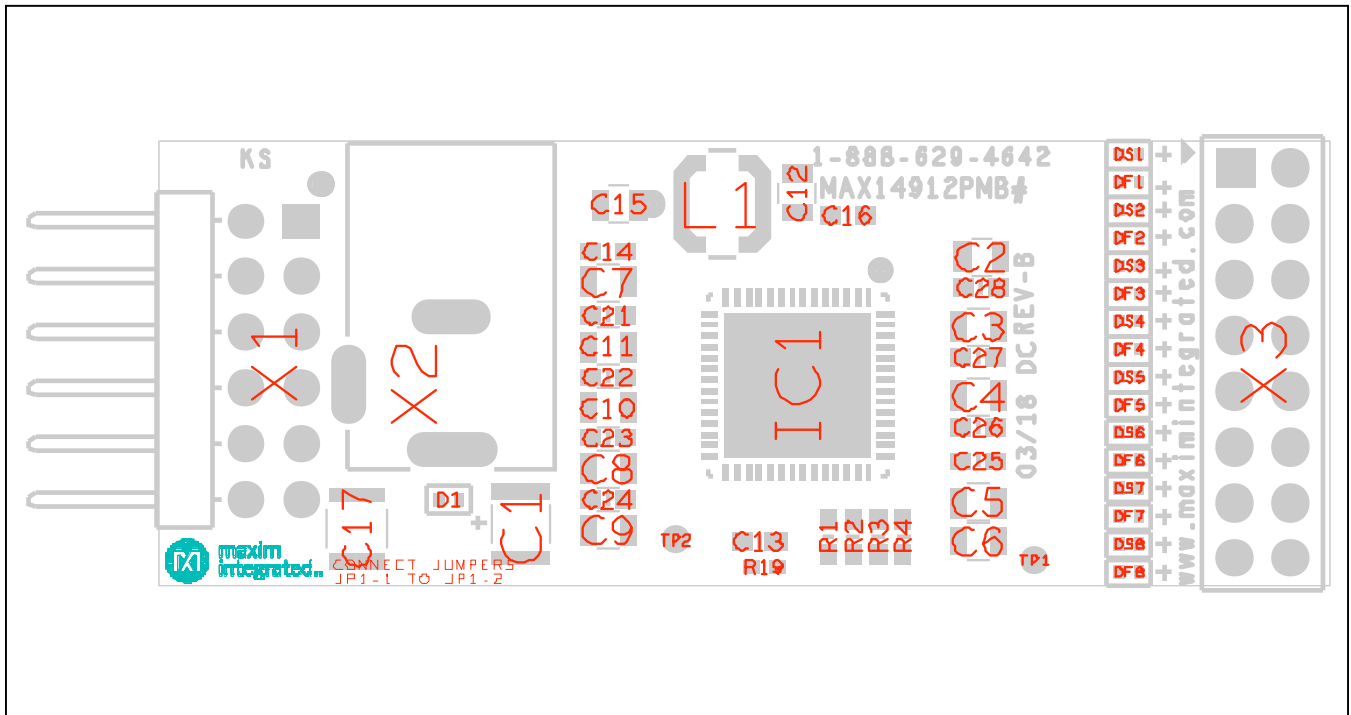 KS
1-888-629-4642
MAX14912PMB#
C15
L1
C12
C16
C14
C7
C21
C11
C22
C10
C23
C8
C24
C9
X1
X2
IC1
C2
C28
C3
C27
C4
C26
C25
C5
C6
03/18 DC REV-B
DS1 +
DF1 +
DS2 +
DF2 +
DS3 +
DF3 +
DS4 +
DF4 +
DS5 +
DF5 +
DS6 +
DF6 +
DS7 +
DF7 +
DS8 +
DF8 +
www.maximintegrated.com
X3
C17
D1
+
C1
TP2
C13
R19
R1
R2
R3
R4
TP1
maxim
integrated™
CONNECT JUMPERS
JP1-1 TO JP1-2